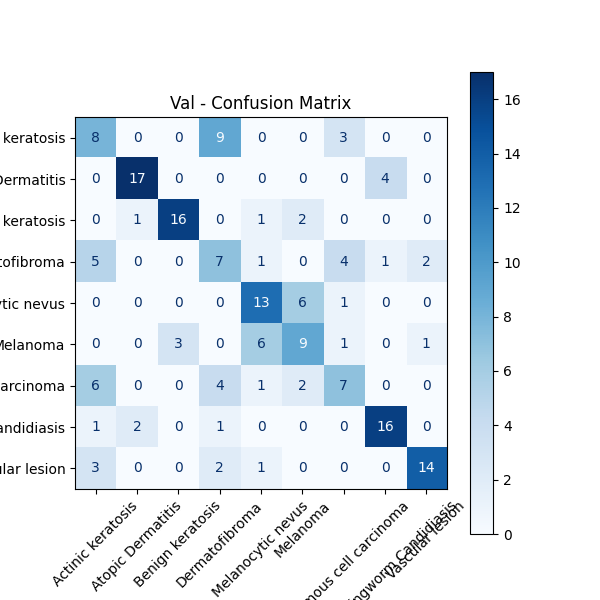 Val - Confusion Matrix
keratosis 8 0 0 9 0 0 3 0 0
Dermatitis 0 17 0 0 0 0 0 4 0
keratosis 0 1 16 0 1 2 0 0 0
tofibroma 5 0 0 7 1 0 4 1 2
ytic nevus 0 0 0 0 13 6 1 0 0
Melanoma 0 0 3 0 6 9 1 0 1
arcinoma 6 0 0 4 1 2 7 0 0
andidiasis 1 2 0 1 0 0 0 16 0
ular lesion 3 0 0 2 1 0 0 0 14
Actinic keratosis
Atopic Dermatitis
Benign keratosis
Dermatofibroma
Melanocytic nevus
Melanoma
mous cell carcinoma
ngworm Candidiasis
Vascular lesion
16
14
12
10
8
6
4
2
0